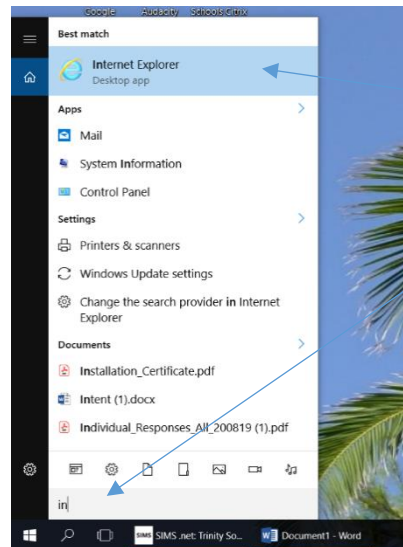 Google Audacity Schools Citrix
Best match
Internet Explorer
Desktop app
Apps
Mail
System Information
Control Panel
Settings
Printers & scanners
Windows Update settings
Change the search provider in Internet
Explorer
Documents
Installation_Certificate.pdf
Intent (1).docx
Individual_Responses_All_200819 (1).pdf
in
SIMS SIMS .net: Trinity So... Document1 - Word